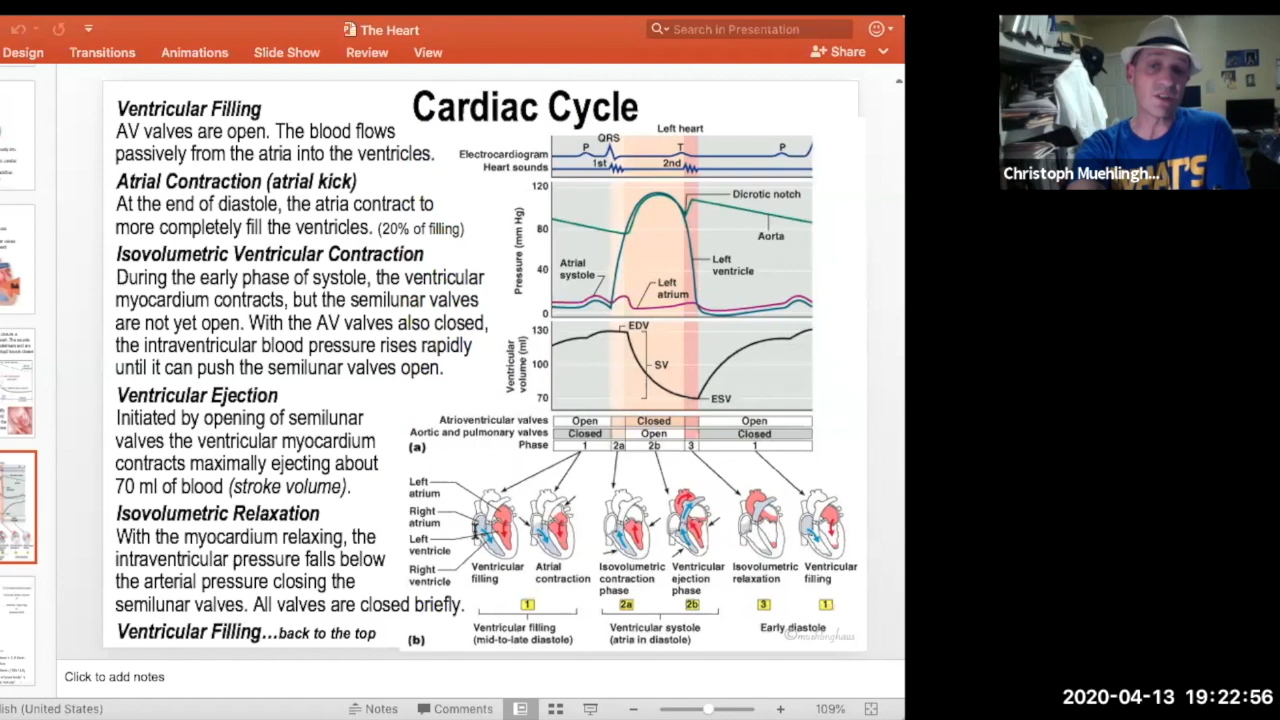 The Heart
Search in Presentation
Design
Transitions
Animations
Slide Show
Review
View
Share
Cardiac Cycle
Ventricular Filling
AV valves are open. The blood flows
passively from the atria into the ventricles.
Atrial Contraction (atrial kick)
At the end of diastole, the atria contract to
more completely fill the ventricles. (20% of filling)
Isovolumetric Ventricular Contraction
During the early phase of systole, the ventricular
myocardium contracts, but the semilunar valves
are not yet open. With the AV valves also closed,
the intraventricular blood pressure rises rapidly
until it can push the semilunar valves open.
Ventricular Ejection
Initiated by opening of semilunar
valves the ventricular myocardium
contracts maximally ejecting about
70 ml of blood (stroke volume).
Isovolumetric Relaxation
With the myocardium relaxing, the
intraventricular pressure falls below
the arterial pressure closing the
semilunar valves. All valves are closed briefly.
Ventricular Filling...back to the top
Left heart
QRS
P
T
P
Electrocardiogram
Heart sounds
1st
2nd
Pressure (mm Hg)
120
80
40
0
Dicrotic notch
Aorta
Atrial
systole
Left
ventricle
Left
atrium
Ventricular
volume (ml)
130
100
70
EDV
SV
ESV
Atrioventricular valves
Open
Closed
Open
Aortic and pulmonary valves
Closed
Open
Closed
Phase
1
2a
2b
3
1
(a)
Left
atrium
Right
atrium
Left
ventricle
Right
ventricle
Ventricular
filling
Atrial
contraction
Isovolumetric
contraction
phase
Ventricular
ejection
phase
Isovolumetric
relaxation
Ventricular
filling
1
2a
2b
3
1
Ventricular filling
(mid-to-late diastole)
Ventricular systole
(atria in diastole)
Early diastole
(b)
Click to add notes
lish (United States)
Notes
Comments
109%
Christoph Muehlingh...
2020-04-13 19:22:56